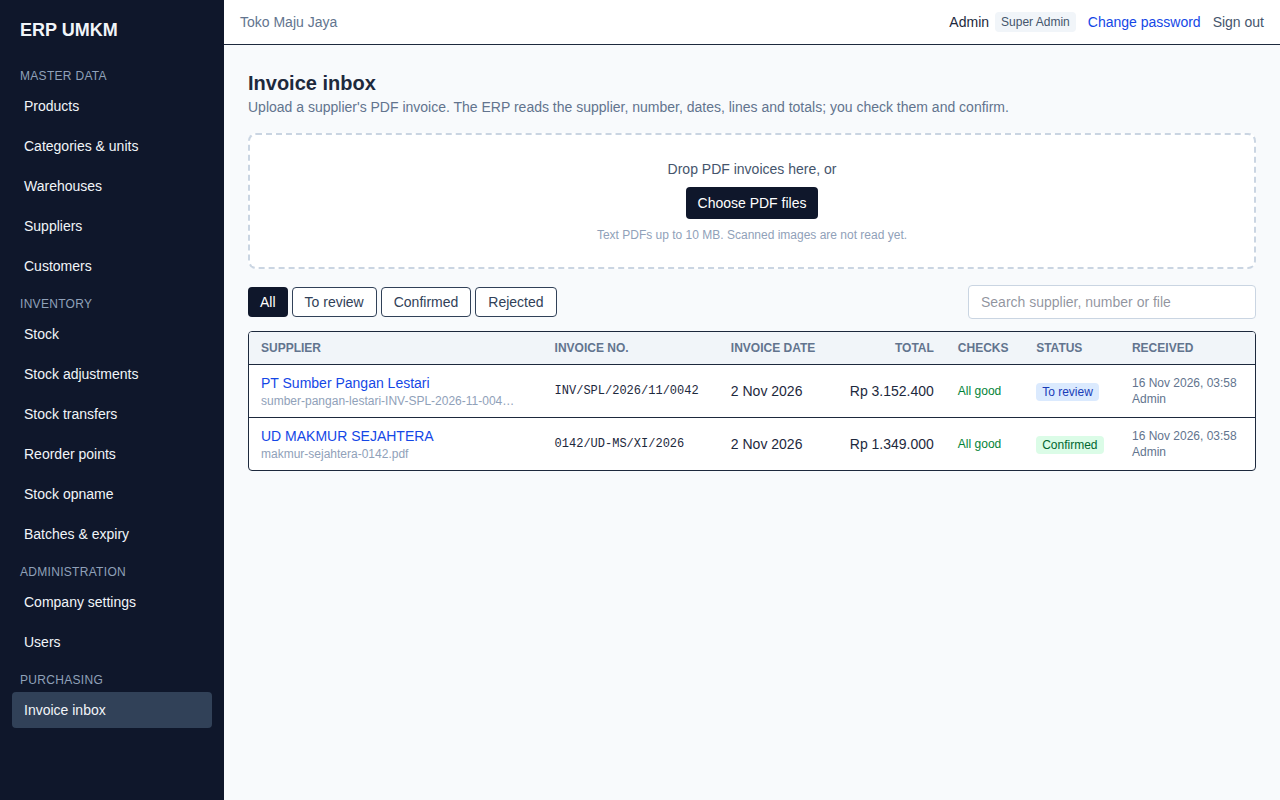 ERP UMKM
MASTER DATA
Products
Categories & units
Warehouses
Suppliers
Customers
INVENTORY
Stock
Stock adjustments
Stock transfers
Reorder points
Stock opname
Batches & expiry
ADMINISTRATION
Company settings
Users
PURCHASING
Invoice inbox
Toko Maju Jaya
Admin Super Admin Change password Sign out
Invoice inbox
Upload a supplier's PDF invoice. The ERP reads the supplier, number, dates, lines and totals; you check them and confirm.
Drop PDF invoices here, or
Choose PDF files
Text PDFs up to 10 MB. Scanned images are not read yet.
All To review Confirmed Rejected Search supplier, number or file
SUPPLIER INVOICE NO. INVOICE DATE TOTAL CHECKS STATUS RECEIVED
PT Sumber Pangan Lestari INV/SPL/2026/11/0042 2 Nov 2026 Rp 3.152.400 All good To review 16 Nov 2026, 03:58
sumber-pangan-lestari-INV-SPL-2026-11-004… Admin
UD MAKMUR SEJAHTERA 0142/UD-MS/XI/2026 2 Nov 2026 Rp 1.349.000 All good Confirmed 16 Nov 2026, 03:58
makmur-sejahtera-0142.pdf Admin